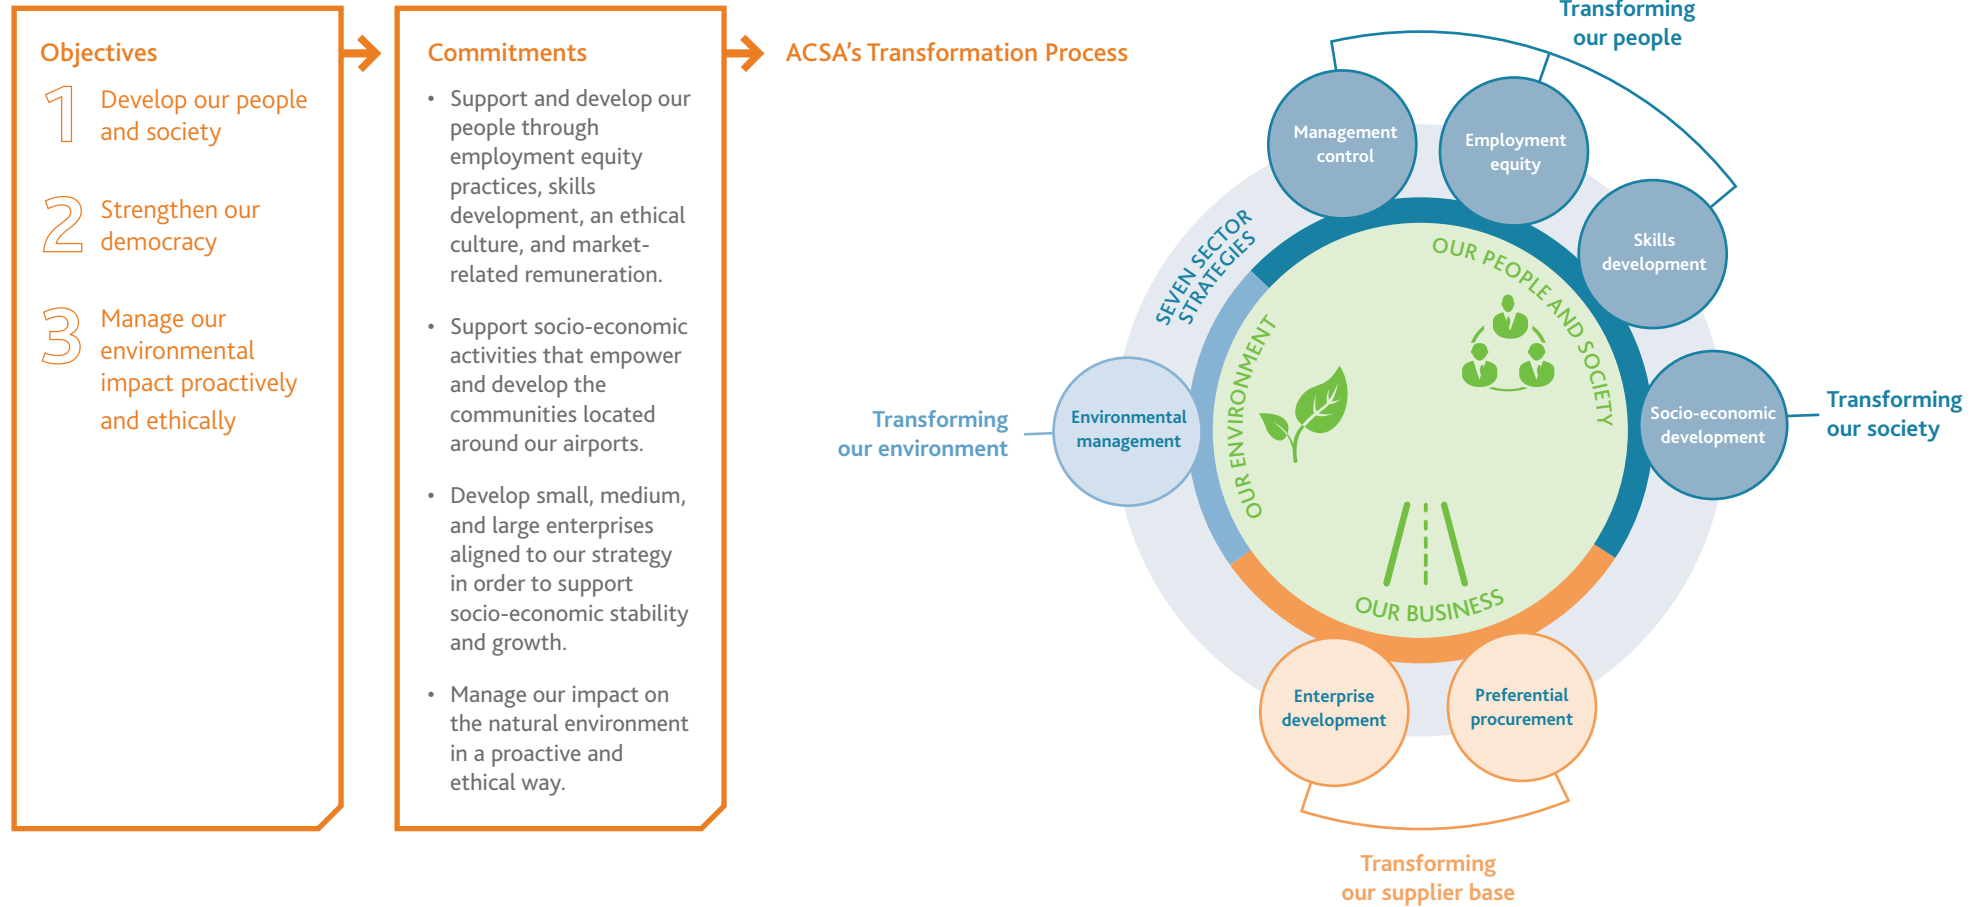 Objectives
1 Develop our people
and society
2 Strengthen our
democracy
3 Manage our
environmental
impact proactively
and ethically
Commitments
• Support and develop our
people through
employment equity
practices, skills
development, an ethical
culture, and market-
related remuneration.
• Support socio-economic
activities that empower
and develop the
communities located
around our airports.
• Develop small, medium,
and large enterprises
aligned to our strategy
in order to support
socio-economic stability
and growth.
• Manage our impact on
the natural environment
in a proactive and
ethical way.
ACSA's Transformation Process
Transforming
our people
Management
control
Employment
equity
Skills
development
SEVEN SECTOR
STRATEGIES
OUR PEOPLE AND SOCIETY
OUR ENVIRONMENT
OUR BUSINESS
Transforming
our environment
Environmental
management
Socio-economic
development
Transforming
our society
Enterprise
development
Preferential
procurement
Transforming
our supplier base